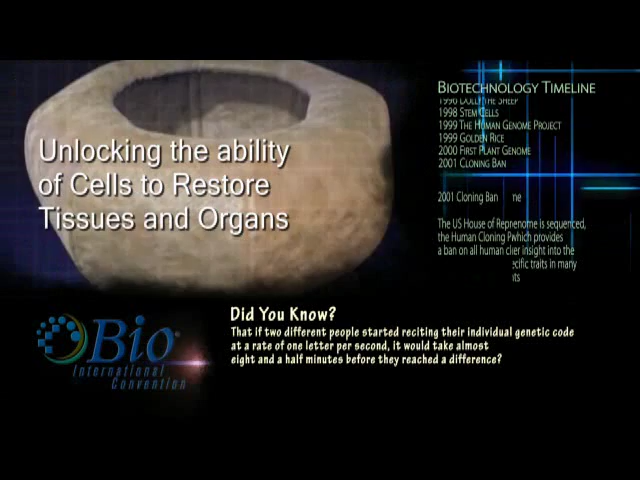 Unlocking the ability
of Cells to Restore
Tissues and Organs
BIOTECHNOLOGY TIMELINE
1996 DOLLY THE SHEEP
1998 STEM CELLS
1999 THE HUMAN GENOME PROJECT
1999 GOLDEN RICE
2000 FIRST PLANT GENOME
2001 CLONING BAN
2001 Cloning Ban
The US House of
the Human Cloning
a ban on all human
Did You Know?
That if two different people started reciting their individual genetic code
at a rate of one letter per second, it would take almost
eight and a half minutes before they reached a difference?
Bio
International
Convention